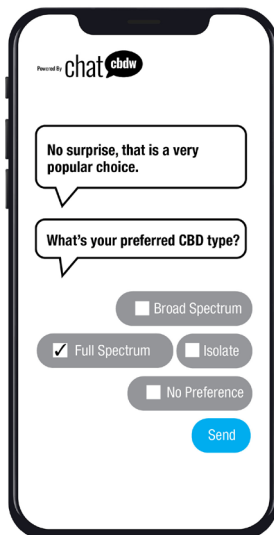 Powered By chat cbdw
No surprise, that is a very
popular choice.
What's your preferred CBD type?
Broad Spectrum
Full Spectrum Isolate
No Preference
Send